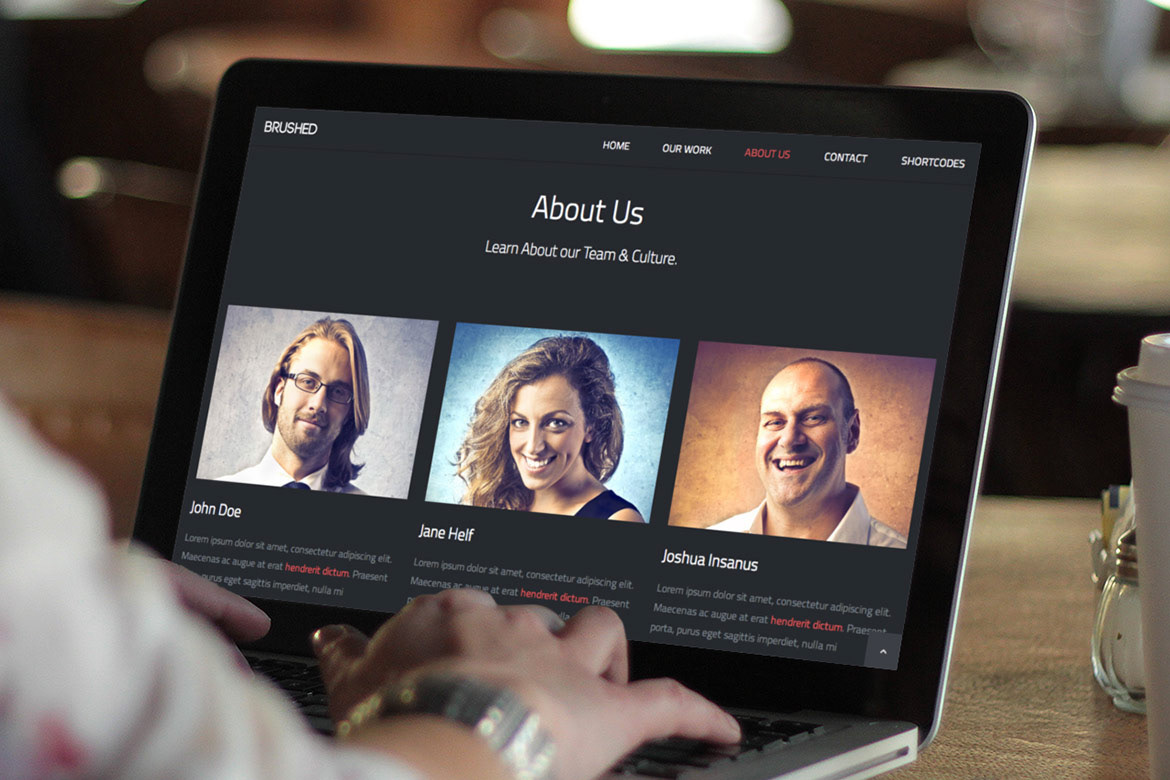 BRUSHED
HOME OUR WORK ABOUT US CONTACT SHORTCODES
About Us
Learn About our Team & Culture.
John Doe
Lorem ipsum dolor sit amet, consectetur adipiscing elit.
Maecenas ac augue at erat hendrerit dictum. Praesent
purus eget sagittis imperdiet, nulla mi
Jane Helf
Lorem ipsum dolor sit amet, consectetur adipiscing elit.
Maecenas ac augue at erat hendrerit dictum. Praesent
Joshua Insanus
Lorem ipsum dolor sit amet, consectetur adipiscing elit.
Maecenas ac augue at erat hendrerit dictum. Praesent
porta, purus eget sagittis imperdiet, nulla mi